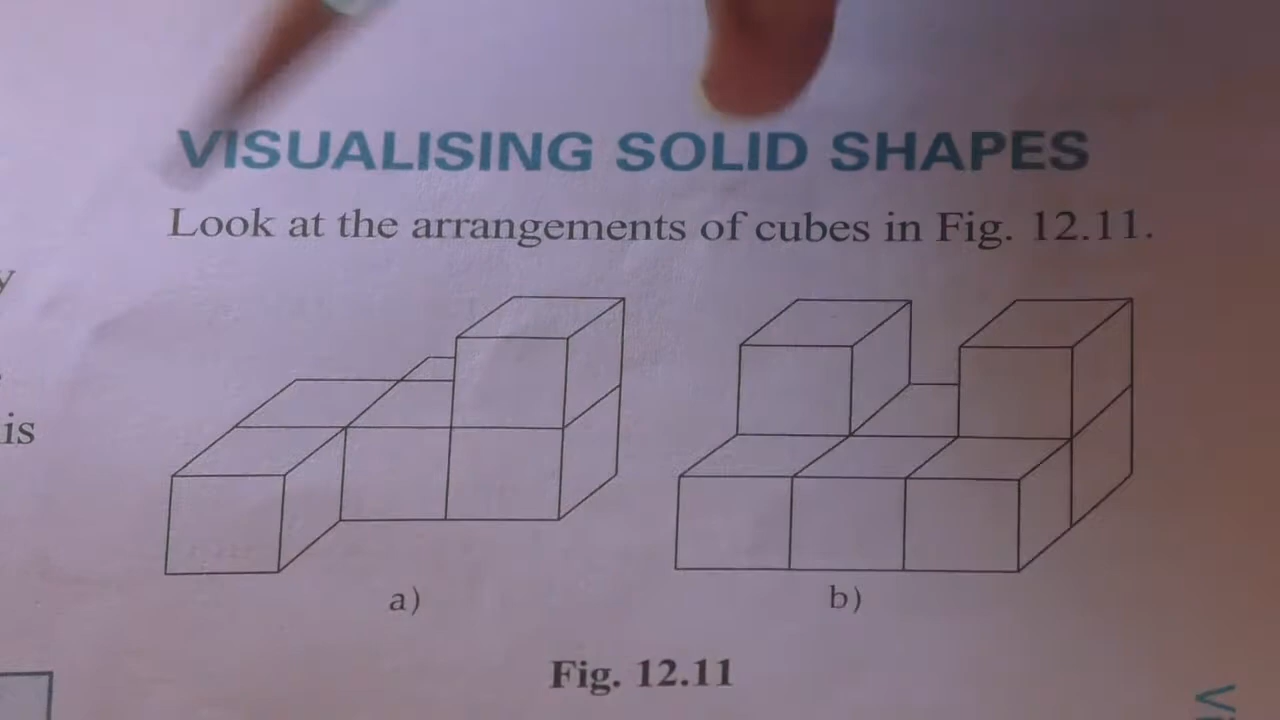 VISUALISING SOLID SHAPES
Look at the arrangements of cubes in Fig. 12.11.
y
is
a)
b)
Fig. 12.11